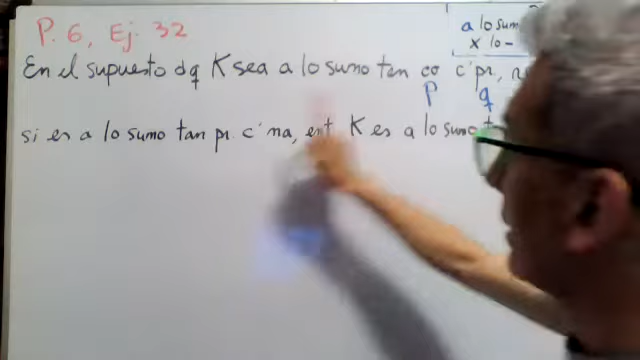 P. 6, Ej. 32
a lo sum
x lo-
En el supuesto dq K sea a lo sumo tan co c' pr,
p q
si es a lo sumo tan pr. c' na, ent. K es a lo sumo